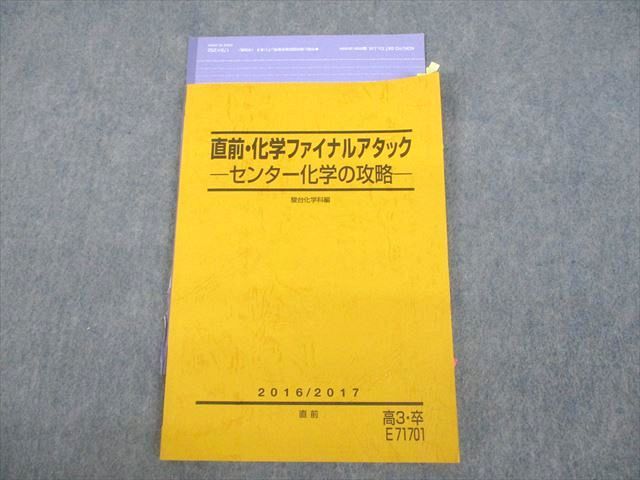 直前・化学ファイナルアタック
―センター化学の攻略―
駿台化学科編
2016/2017
直前
高3・卒
E71701